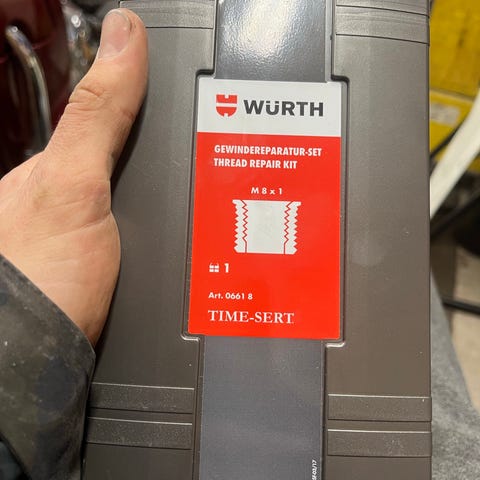 WÜRTH
GEWINDEREPARATUR-SET
THREAD REPAIR KIT
M 8 x 1
1
Art. 0661 8
TIME-SERT